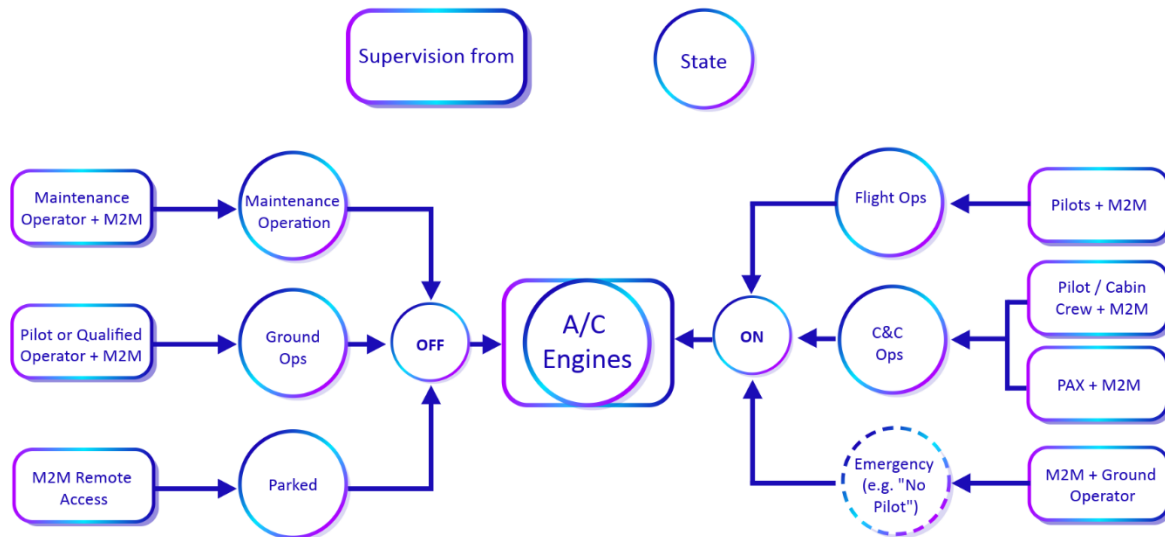 Supervision from
State
Maintenance
Operator + M2M
Maintenance
Operation
Pilot or Qualified
Operator + M2M
Ground
Ops
M2M Remote
Access
Parked
OFF
A/C
Engines
ON
Flight Ops
Pilots + M2M
C&C
Ops
Pilot / Cabin
Crew + M2M
PAX + M2M
Emergency
(e.g. "No
Pilot")
M2M + Ground
Operator